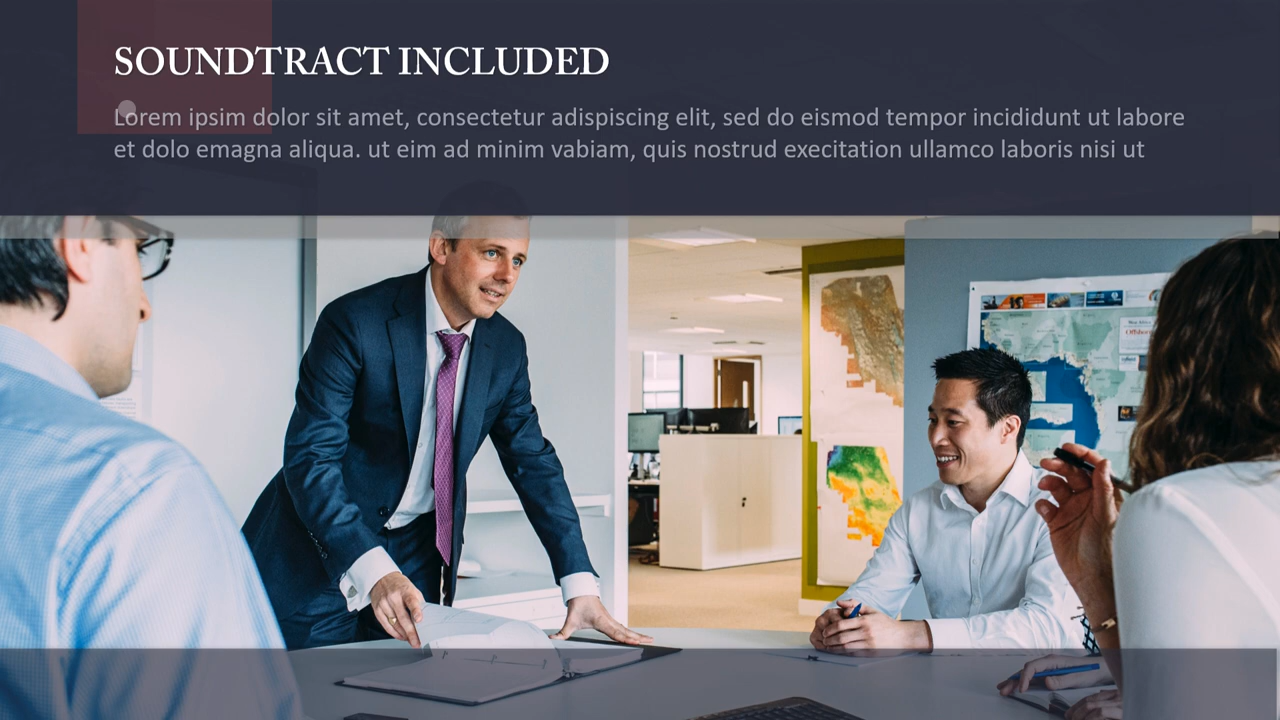 SOUNDTRACT INCLUDED
Lorem ipsim dolor sit amet, consectetur adipiscing elit, sed do eismod tempor incididunt ut labore
et dolo emagna aliqua. ut eim ad minim vabiam, quis nostrud execitation ullamco laboris nisi ut